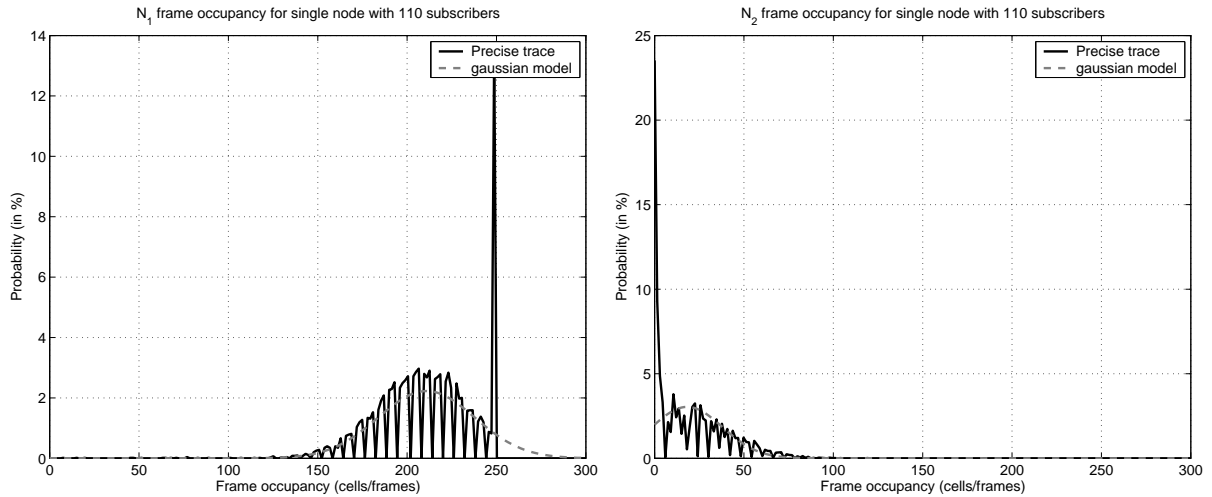 N1 frame occupancy for single node with 110 subscribers
14
12
10
8
6
4
2
0
Probability (in %)
Precise trace
gaussian model
0 50 100 150 200 250 300
Frame occupancy (cells/frames)
N2 frame occupancy for single node with 110 subscribers
25
20
15
10
5
0
Probability (in %)
Precise trace
gaussian model
0 50 100 150 200 250 300
Frame occupancy (cells/frames)